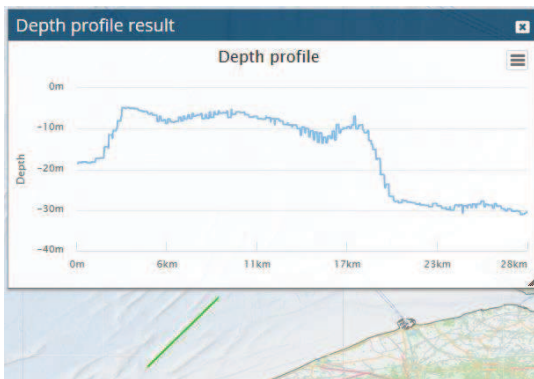 Depth profile result
Depth profile
0m
-10m
-20m
-30m
-40m
Depth
0m 6km 11km 17km 23km 28km